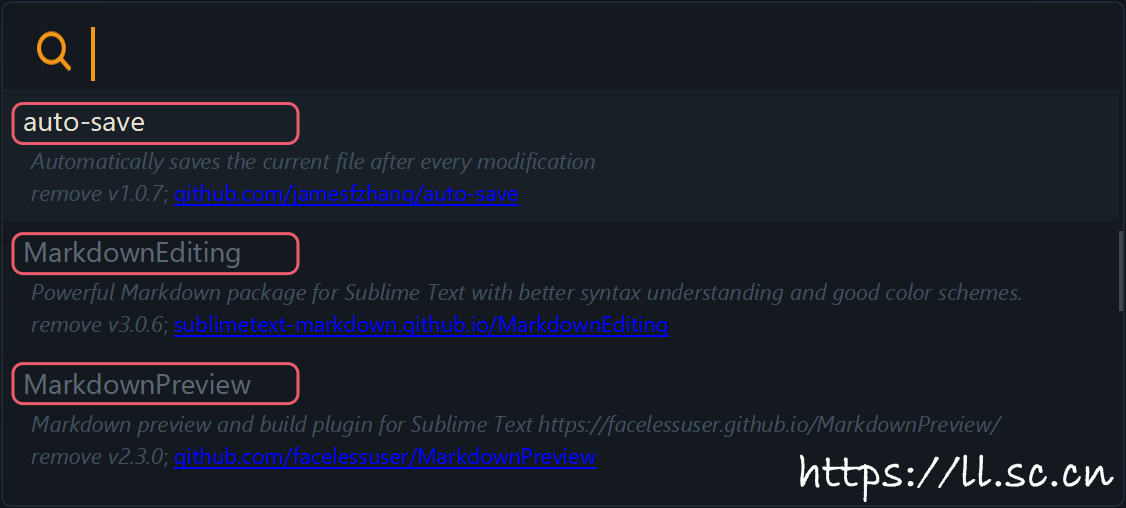 auto-save
Automatically saves the current file after every modification
remove v1.0.7; github.com/jamesfzhang/auto-save
MarkdownEditing
Powerful Markdown package for Sublime Text with better syntax understanding and good color schemes.
remove v3.0.6; sublimetext-markdown.github.io/MarkdownEditing
MarkdownPreview
Markdown preview and build plugin for Sublime Text https://facelessuser.github.io/MarkdownPreview/
remove v2.3.0; github.com/facelessuser/MarkdownPreview
https://ll.sc.cn